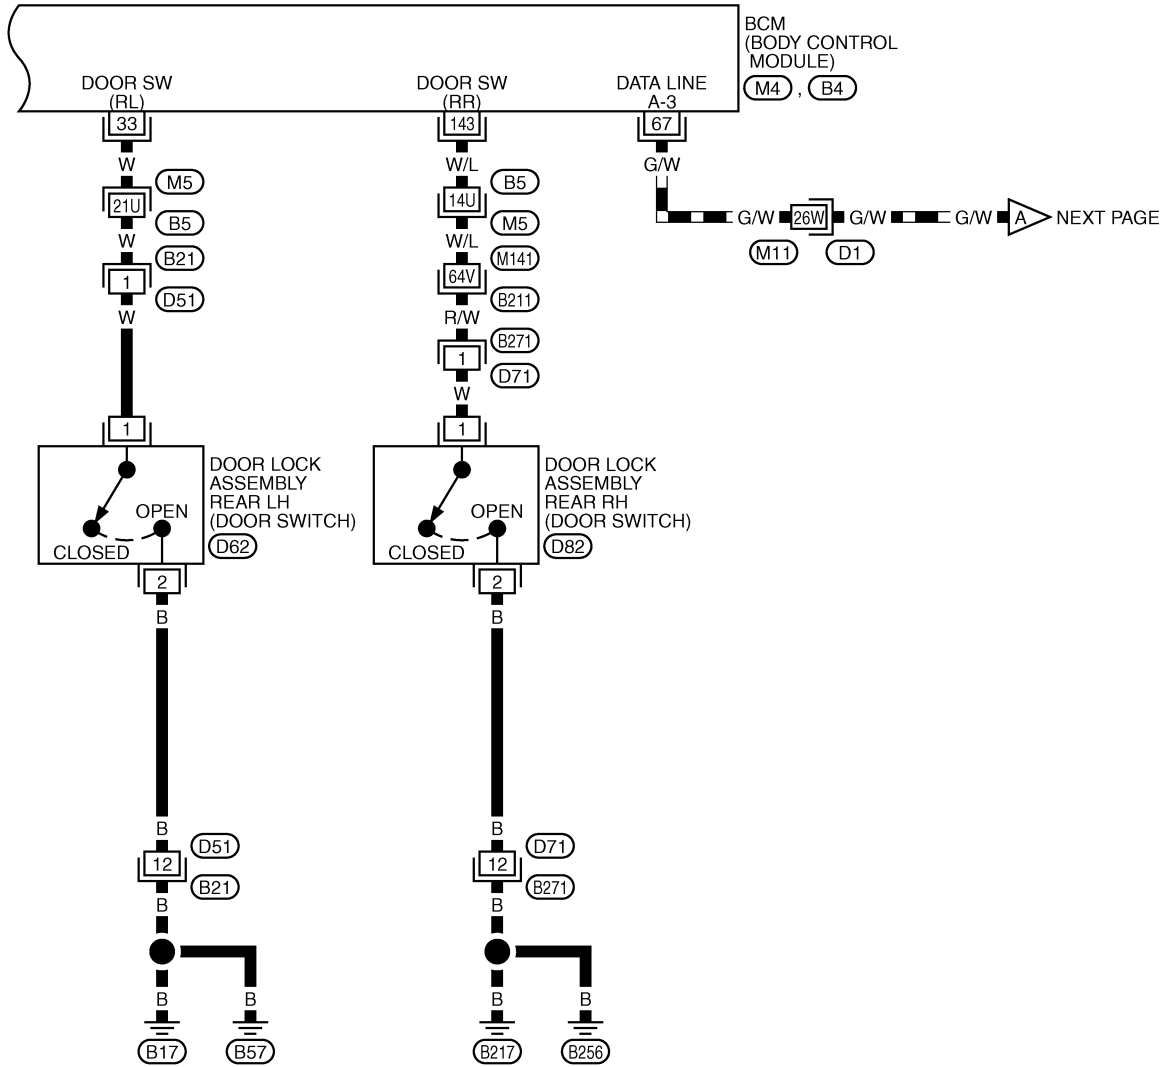 BCM
(BODY CONTROL
MODULE)
M4 , B4
DOOR SW
(RL)
DOOR SW
(RR)
DATA LINE
A-3
33
143
67
W
W/L
G/W
M5
21U
B5
W
B21
1
D51
W
1
B5
14U
M5
W/L
M141
64V
B211
R/W
B271
1
D71
W
1
G/W 26W G/W G/W A NEXT PAGE
M11 D1
OPEN
CLOSED
DOOR LOCK
ASSEMBLY
REAR LH
(DOOR SWITCH)
D62
OPEN
CLOSED
DOOR LOCK
ASSEMBLY
REAR RH
(DOOR SWITCH)
D82
2
B
B
D51
12
B21
B
B B
B17 B57
2
B
B
D71
12
B271
B
B B
B217 B256